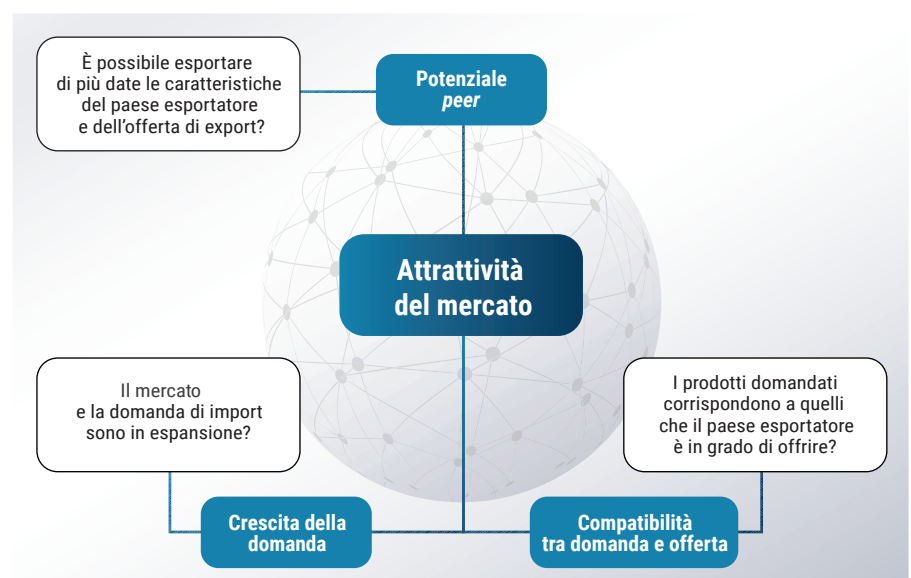 È possibile esportare
di più date le caratteristiche
del paese esportatore
e dell'offerta di export?
Potenziale
peer
Attrattività
del mercato
Il mercato
e la domanda di import
sono in espansione?
I prodotti domandati
corrispondono a quelli
che il paese esportatore
è in grado di offrire?
Crescita della
domanda
Compatibilità
tra domanda e offerta